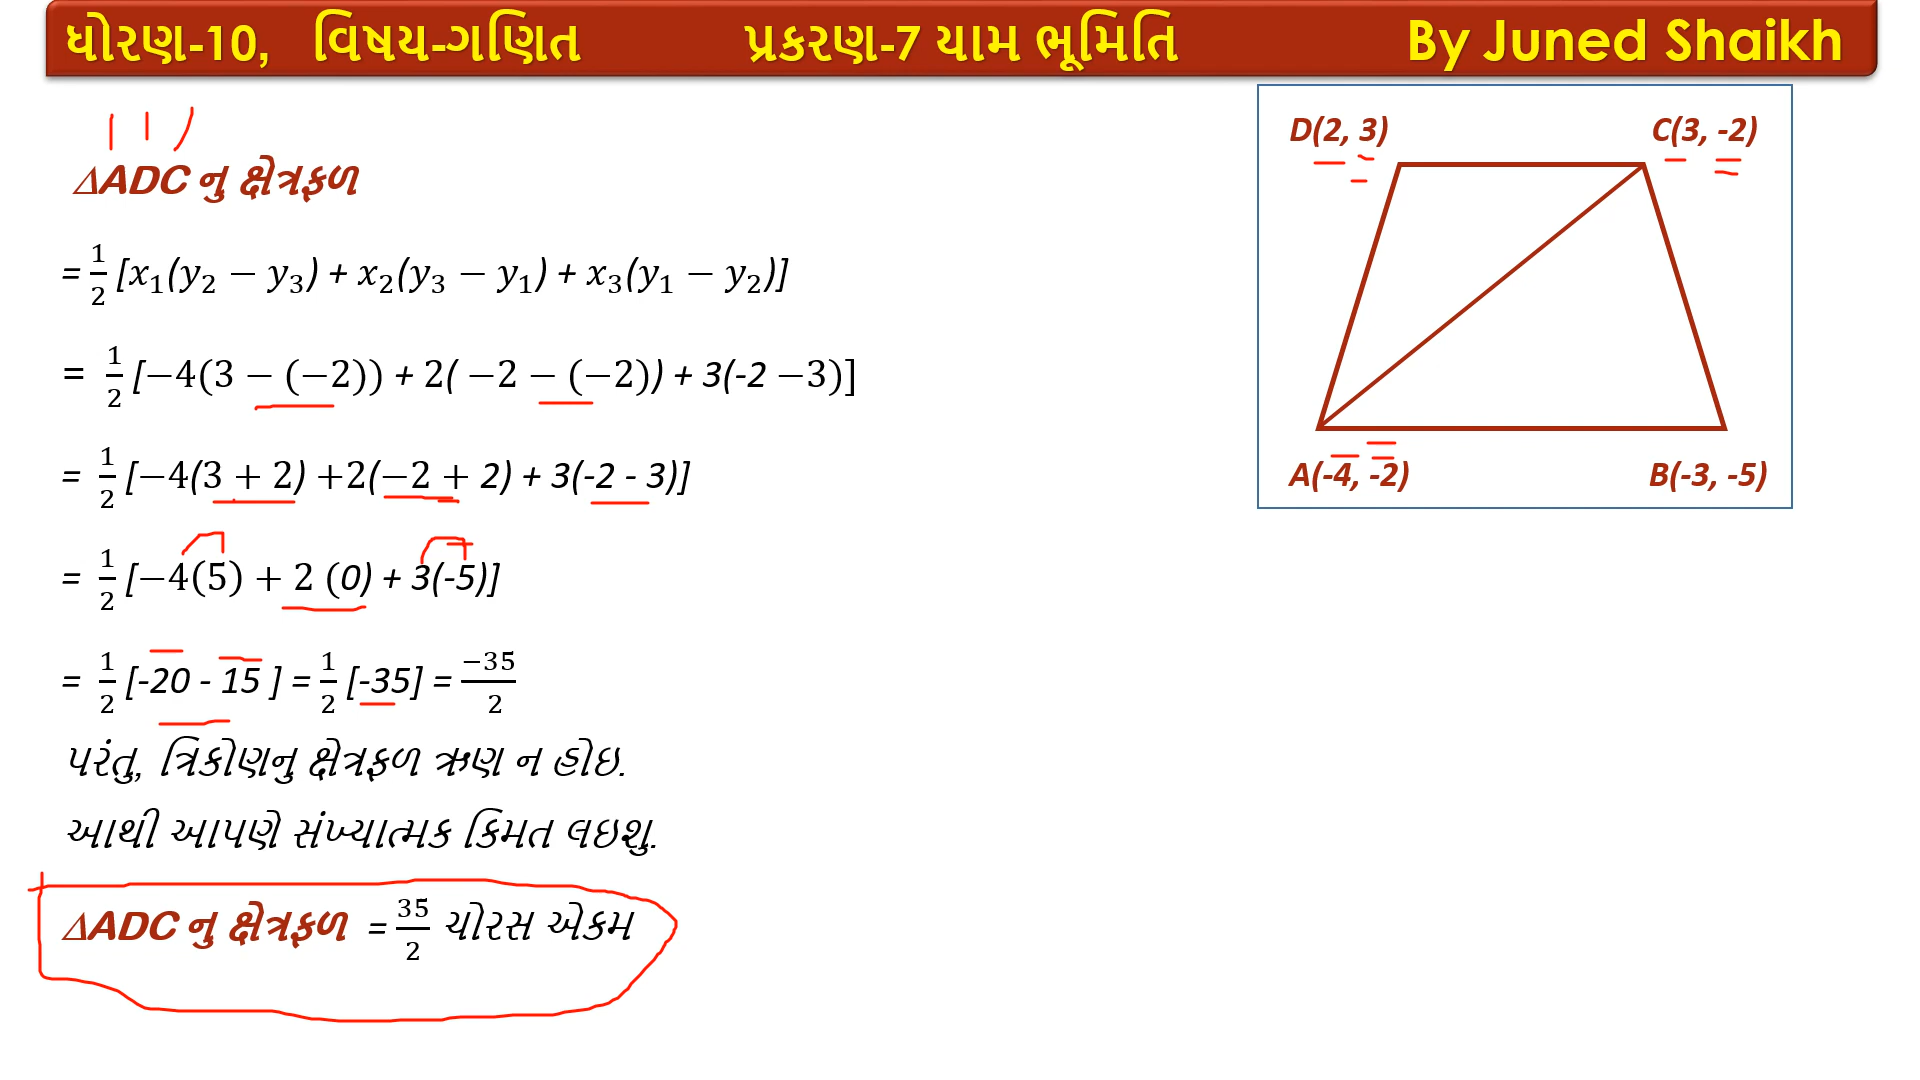 ધોરણ-10, વિષય-ગણિત પ્રકરણ-7 યામ ભૂમિતિ By Juned Shaikh
ΔADC નુ ક્ષેત્રફળ
= 1/2 [x₁(y₂ − y₃) + x₂(y₃ − y₁) + x₃(y₁ − y₂)]
= 1/2 [−4(3 − (−2)) + 2( −2 − (−2)) + 3(-2 −3)]
= 1/2 [−4(3 + 2) +2(−2 + 2) + 3(-2 - 3)]
= 1/2 [−4(5) + 2 (0) + 3(-5)]
= 1/2 [-20 - 15 ] = 1/2 [-35] = −35/2
પરંતુ, ત્રિકોણનુ ક્ષેત્રફળ ઋણ ન હોઇ.
આથી આપણે સંખ્યાત્મક કિમત લઇશુ.
ΔADC નુ ક્ષેત્રફળ = 35/2 ચોરસ એકમ
D(2, 3) C(3, -2)
A(-4, -2) B(-3, -5)